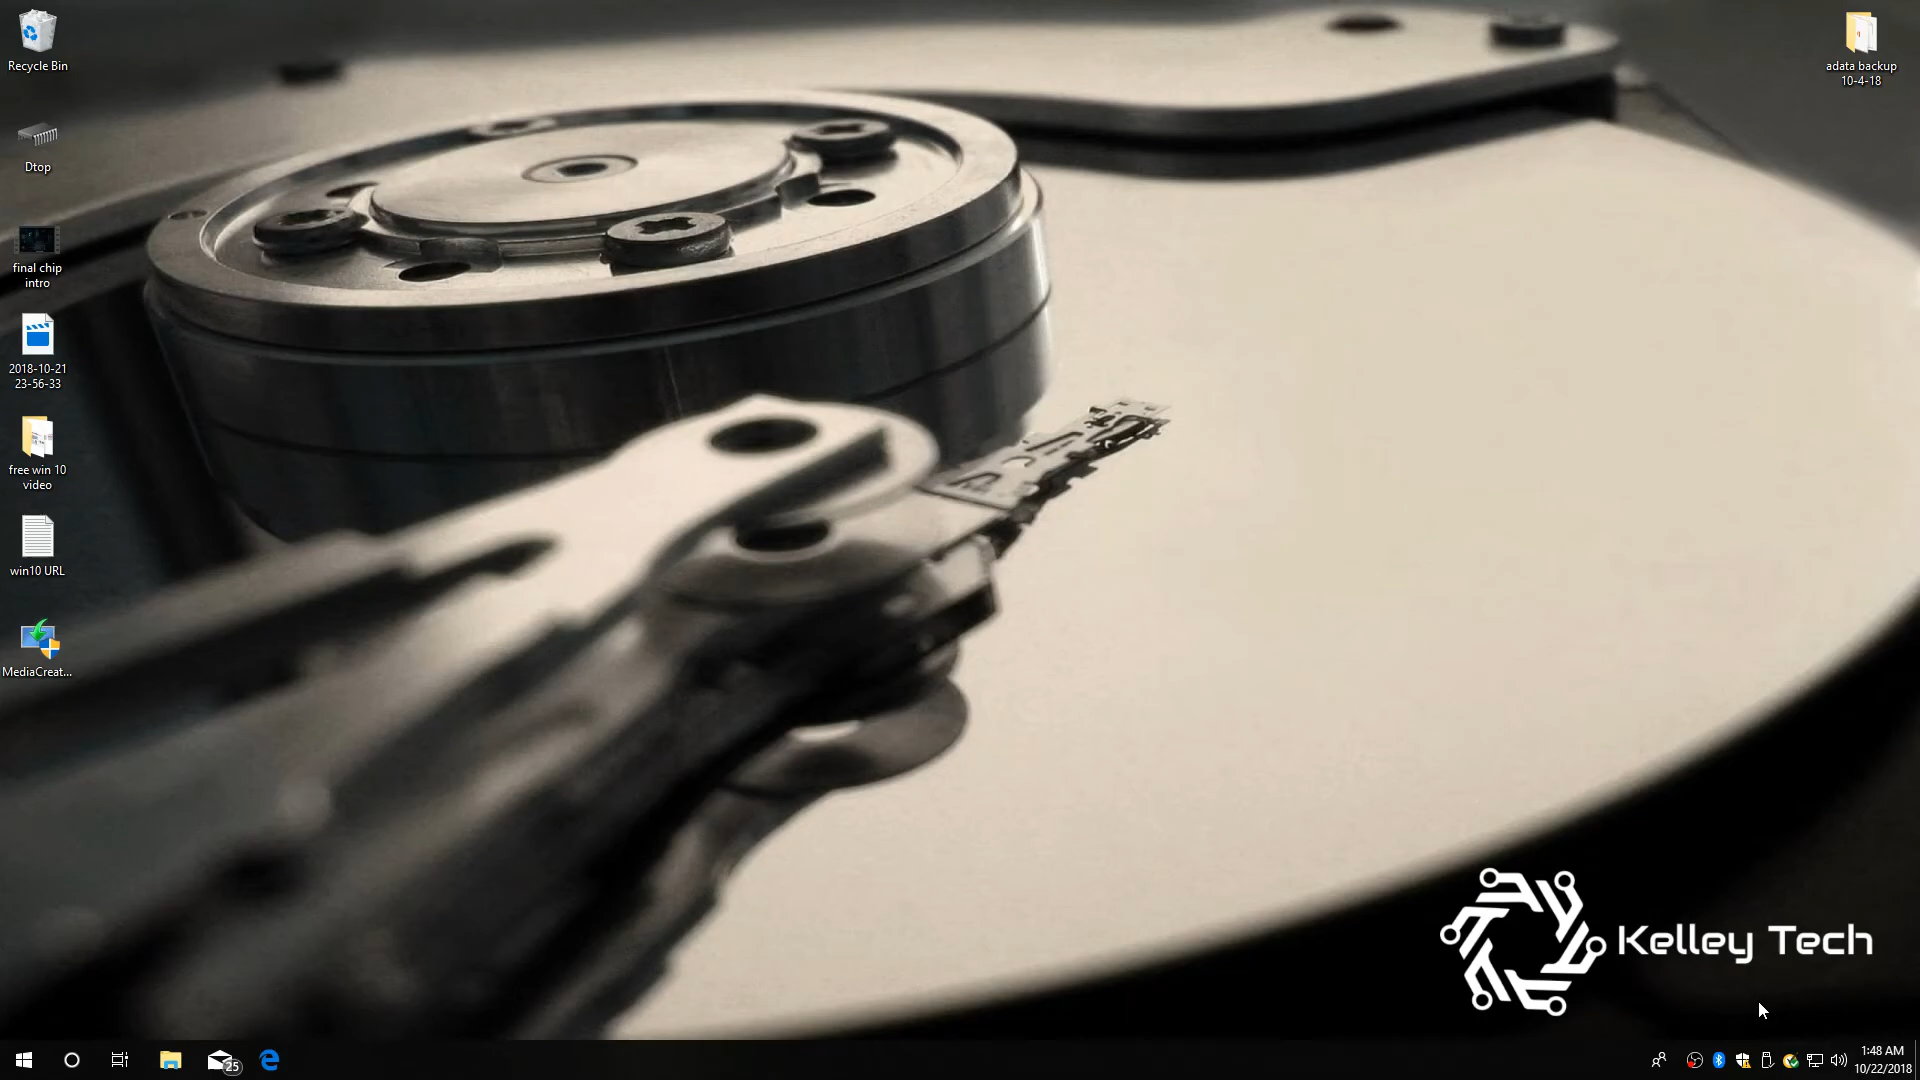 Recycle Bin
Dtop
final chip
intro
2018-10-21
23-56-33
free win 10
video
win10 URL
MediaCreat...
adata backup
10-4-18
Kelley Tech
25
1:48 AM
10/22/2018